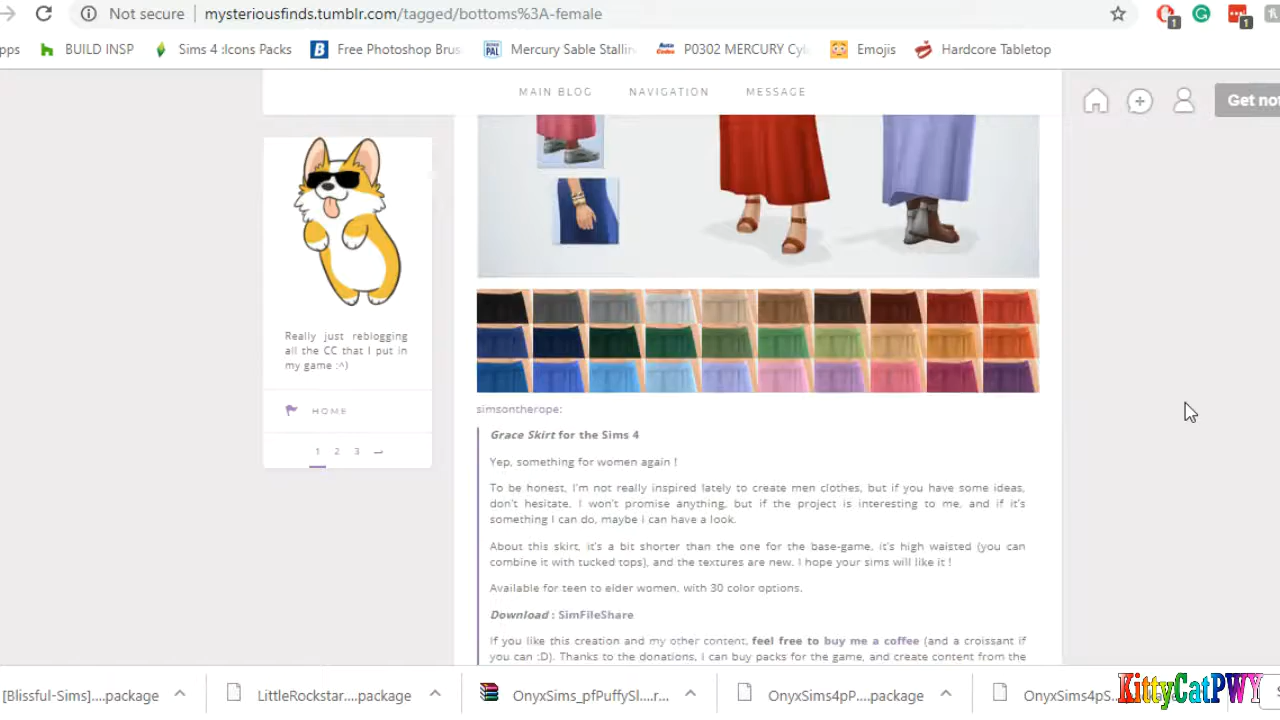 Not secure mysteriousfinds.tumblr.com/tagged/bottoms%3A-female 1 1
pps BUILD INSP Sims 4 :Icons Packs Free Photoshop Brus Mercury Sable Stallin P0302 MERCURY Cyl Emojis Hardcore Tabletop
MAIN BLOG NAVIGATION MESSAGE
Get not
Really just reblogging
all the CC that I put in
my game :^)
HOME
1 2 3
simsontherope:
Grace Skirt for the Sims 4
Yep, something for women again !
To be honest, I'm not really inspired lately to create men clothes, but if you have some ideas,
don't hesitate. I won't promise anything, but if the project is interesting to me, and if it's
something I can do, maybe I can have a look.
About this skirt, it's a bit shorter than the one for the base-game, it's high waisted (you can
combine it with tucked tops), and the textures are new. I hope your sims will like it !
Available for teen to elder women, with 30 color options.
Download : SimFileShare
If you like this creation and my other content, feel free to buy me a coffee (and a croissant if
you can :D). Thanks to the donations, I can buy packs for the game, and create content from the
[Blissful-Sims]....package LittleRockstar....package OnyxSims_pfPuffySl....r... OnyxSims4pP....package OnyxSims4pS....
KittyCatPWY